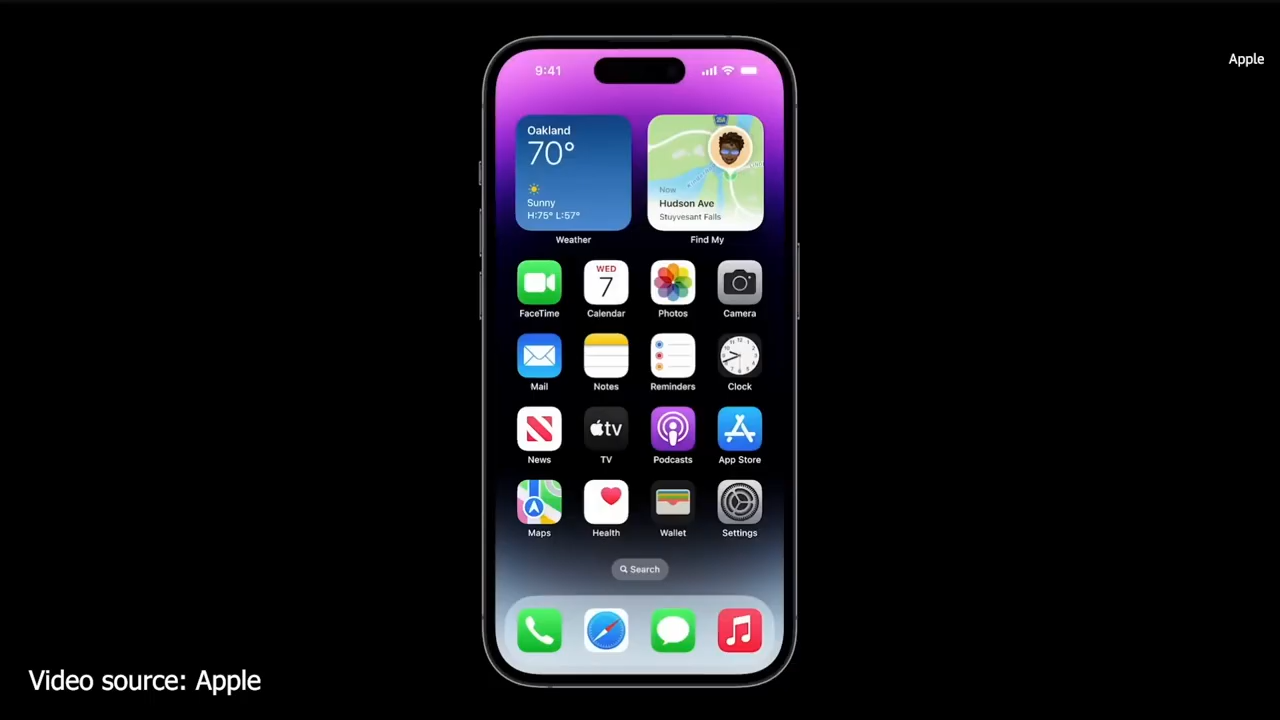 Apple
9:41
Oakland
70°
Sunny
H:75° L:57°
Weather
Now
Hudson Ave
Stuyvesant Falls
Find My
FaceTime
WED
7
Calendar
Photos
Camera
Mail
Notes
Reminders
Clock
News
tv
TV
Podcasts
App Store
Maps
Health
Wallet
Settings
Search
Video source: Apple